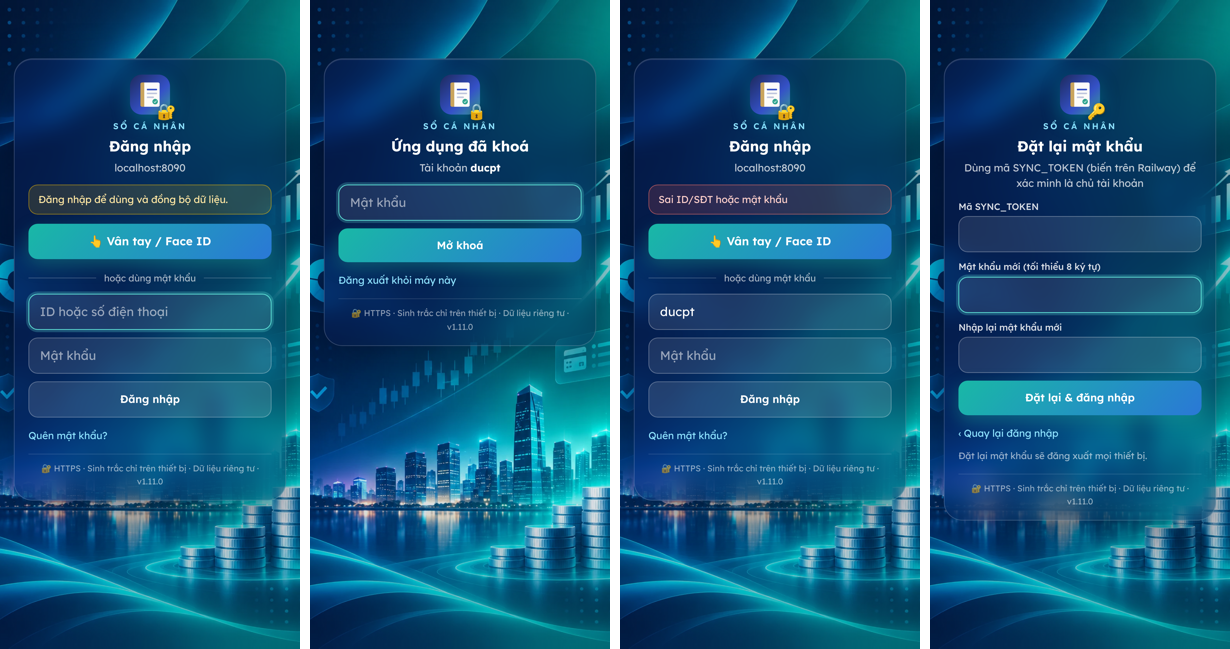 SỔ CÁ NHÂN
Đăng nhập
localhost:8090
Đăng nhập để dùng và đồng bộ dữ liệu.
👆 Vân tay / Face ID
hoặc dùng mật khẩu
ID hoặc số điện thoại
Mật khẩu
Đăng nhập
Quên mật khẩu?
🔐 HTTPS · Sinh trắc chỉ trên thiết bị · Dữ liệu riêng tư ·
v1.11.0
SỔ CÁ NHÂN
Ứng dụng đã khoá
Tài khoản ducpt
Mật khẩu
Mở khoá
Đăng xuất khỏi máy này
🔐 HTTPS · Sinh trắc chỉ trên thiết bị · Dữ liệu riêng tư ·
v1.11.0
SỔ CÁ NHÂN
Đăng nhập
localhost:8090
Sai ID/SĐT hoặc mật khẩu
👆 Vân tay / Face ID
hoặc dùng mật khẩu
ducpt
Mật khẩu
Đăng nhập
Quên mật khẩu?
🔐 HTTPS · Sinh trắc chỉ trên thiết bị · Dữ liệu riêng tư ·
v1.11.0
SỔ CÁ NHÂN
Đặt lại mật khẩu
Dùng mã SYNC_TOKEN (biến trên Railway) để
xác minh là chủ tài khoản
Mã SYNC_TOKEN
Mật khẩu mới (tối thiểu 8 ký tự)
Nhập lại mật khẩu mới
Đặt lại & đăng nhập
‹ Quay lại đăng nhập
Đặt lại mật khẩu sẽ đăng xuất mọi thiết bị.
🔐 HTTPS · Sinh trắc chỉ trên thiết bị · Dữ liệu riêng tư ·
v1.11.0